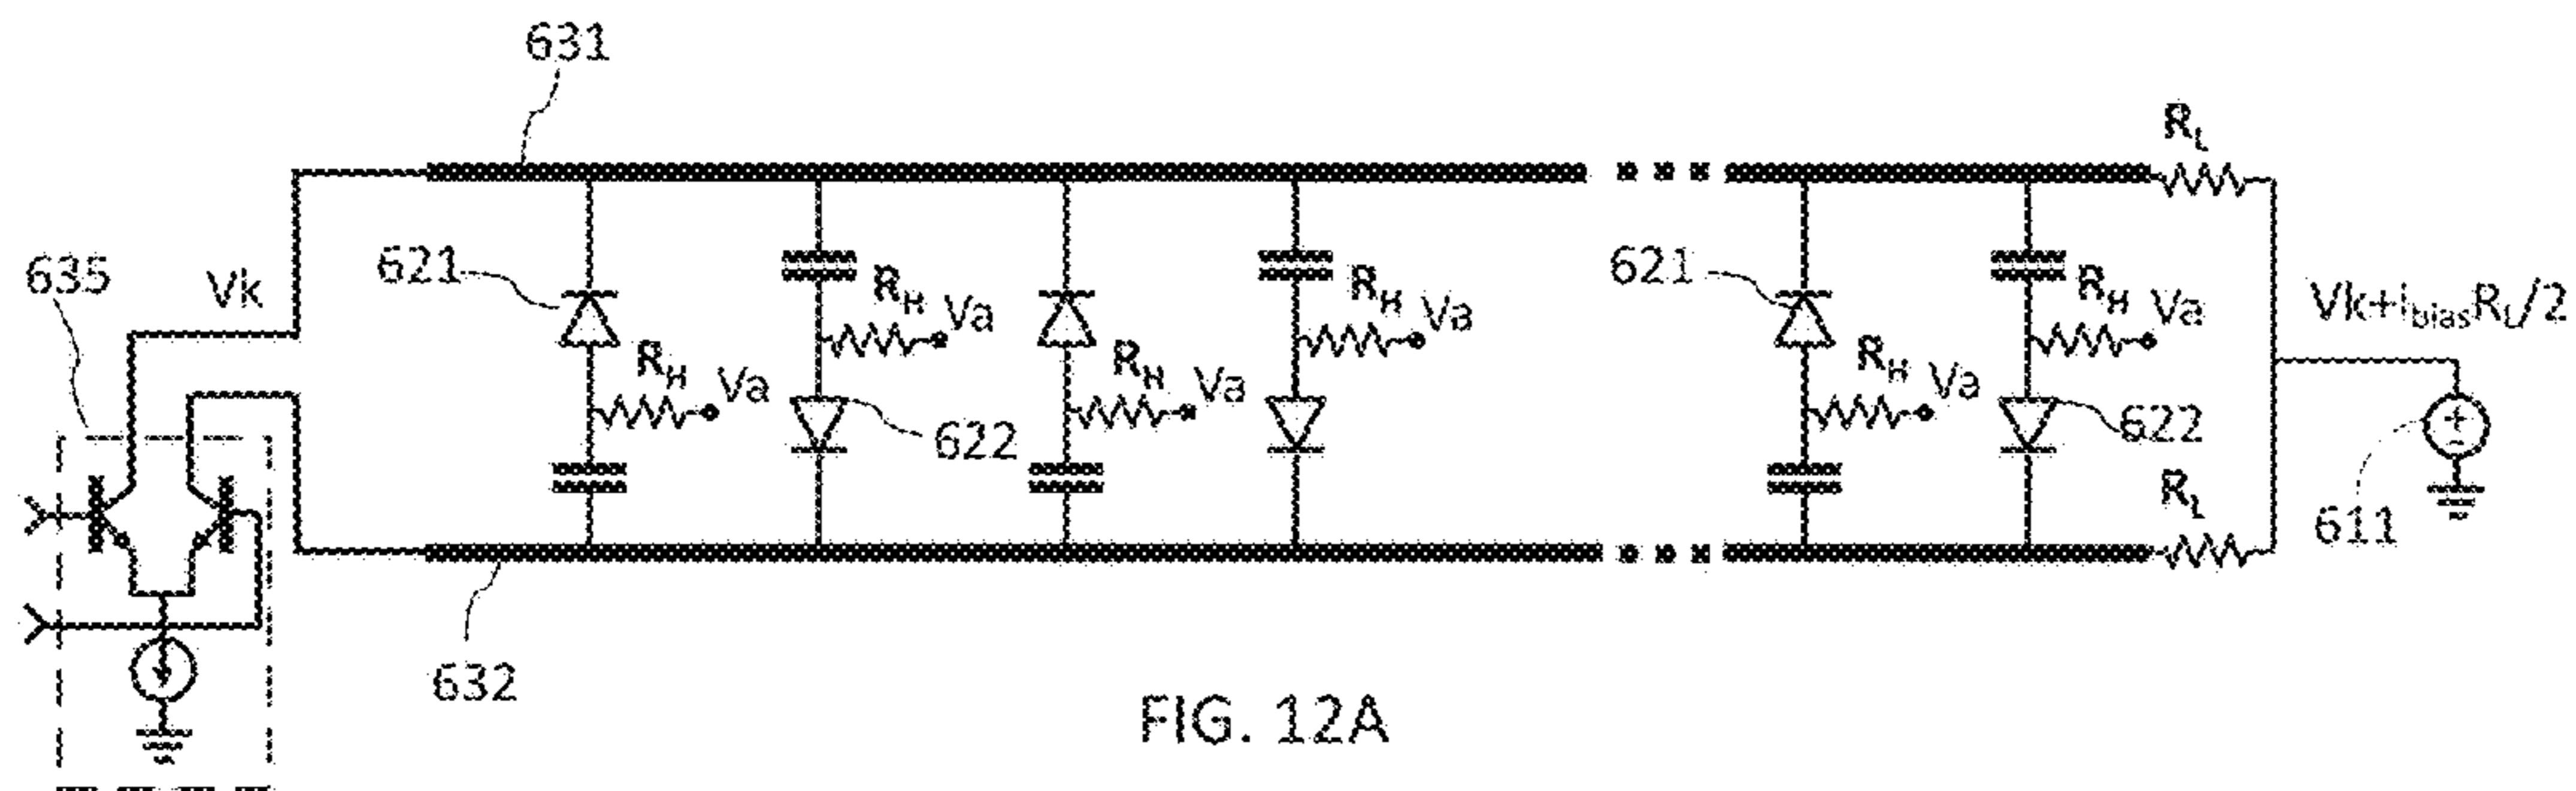 631
R_L
635
Vk
621
R_H Va
R_H Va
621
R_H Va
Vk+i_bias R_L/2
R_H Va
622
R_H Va
R_H Va
622
+
-
R_L
611
632
FIG. 12A